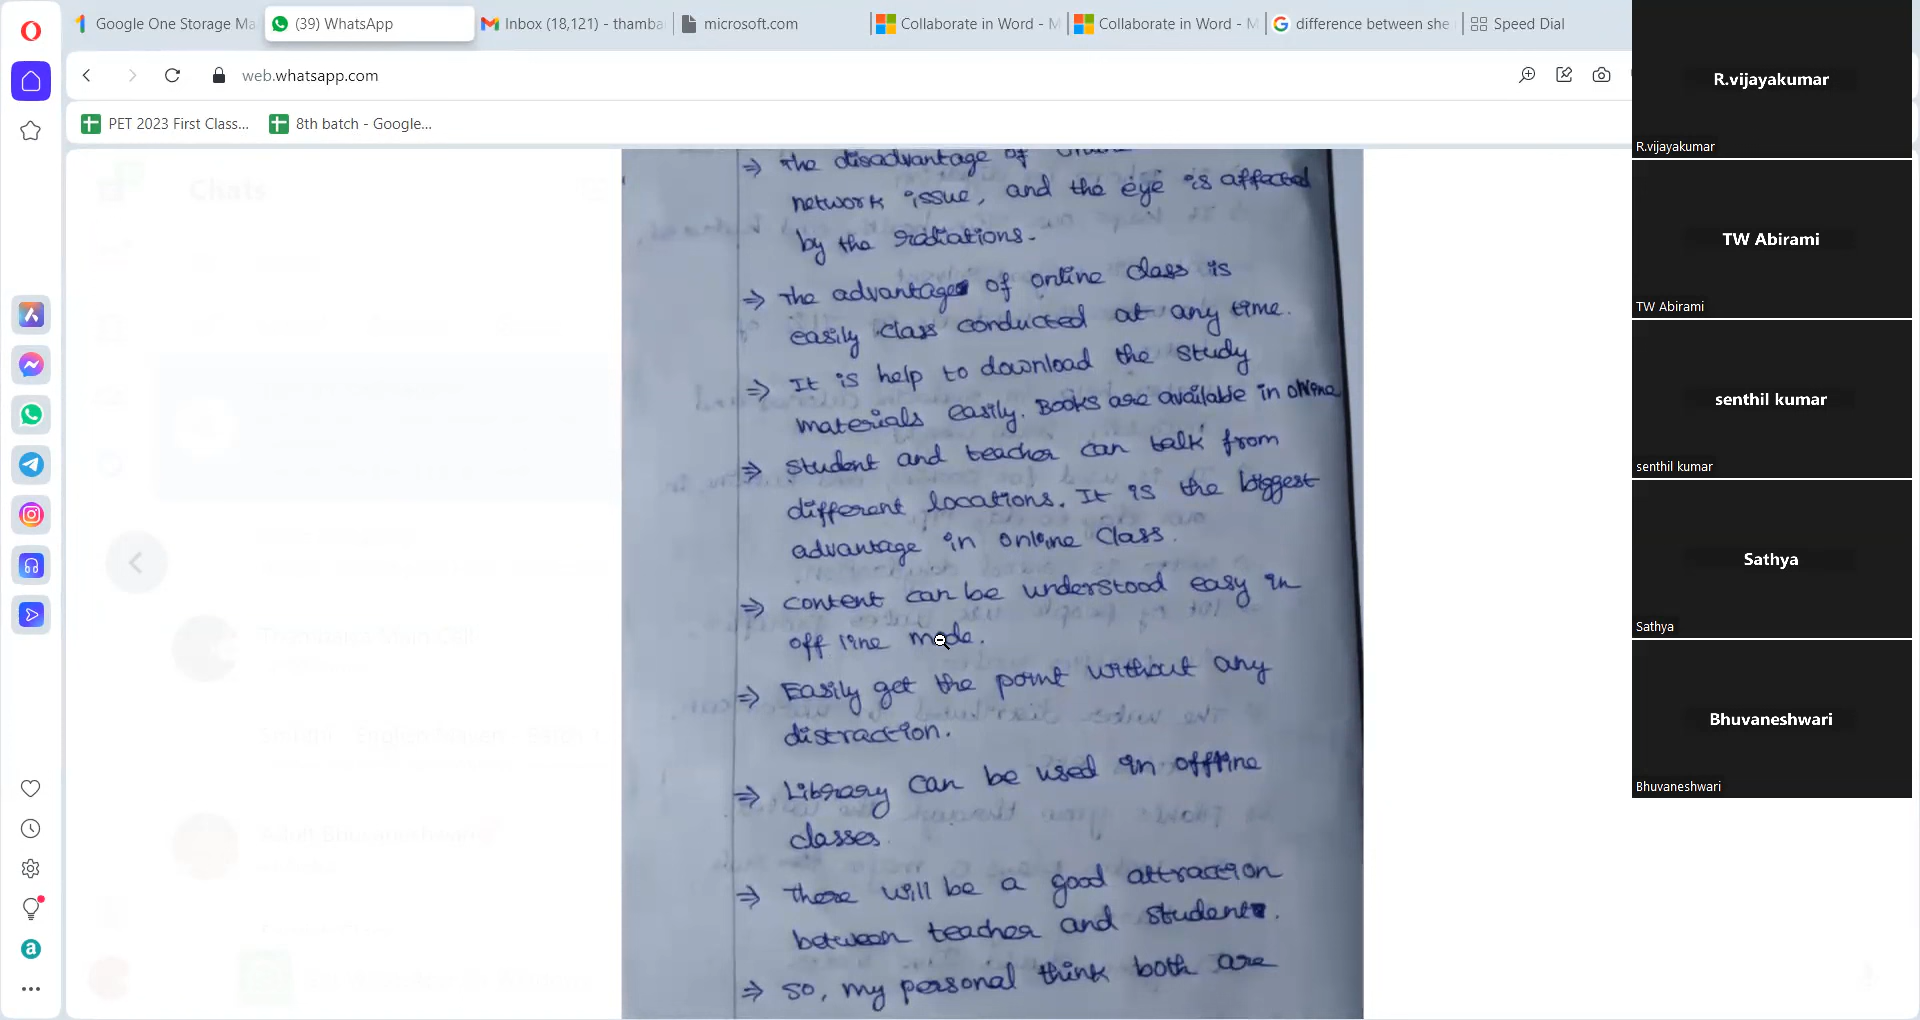 Google One Storage Ma
(39) WhatsApp
Inbox (18,121) - thamba
microsoft.com
Collaborate in Word - M
Collaborate in Word - M
difference between she
Speed Dial
web.whatsapp.com
PET 2023 First Class...
8th batch - Google...
Chats
⇒ The disadvantage of
network issue, and the eye is affected
by the radiations.
⇒ The advantage of online class is
easily class conducted at any time.
⇒ It is help to download the study
materials easily. Books are available in online
⇒ student and teacher can talk from
different locations. It is the biggest
advantage in online class.
⇒ content can be understood easy in
off line mode.
⇒ Easily get the point without any
distraction.
⇒ Library can be used in offline
classes
⇒ There will be a good attraction
between teacher and student.
⇒ so, my personal think both are
R.vijayakumar
R.vijayakumar
TW Abirami
TW Abirami
senthil kumar
senthil kumar
Sathya
Sathya
Bhuvaneshwari
Bhuvaneshwari